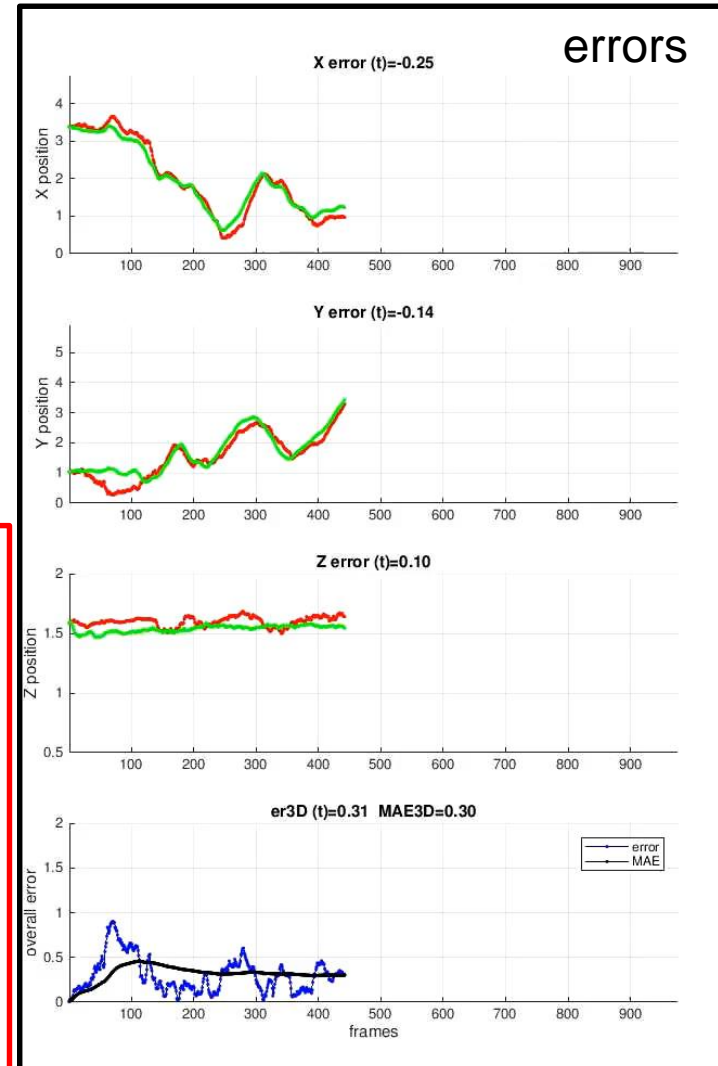 errors
X error (t)=-0.25
X position
4
3
2
1
0
100 200 300 400 500 600 700 800 900
Y error (t)=-0.14
Y position
5
4
3
2
1
0
100 200 300 400 500 600 700 800 900
Z error (t)=0.10
Z position
2
1.5
1
0.5
100 200 300 400 500 600 700 800 900
er3D (t)=0.31 MAE3D=0.30
overall error
2
1.5
1
0.5
0
error
MAE
100 200 300 400 500 600 700 800 900
frames